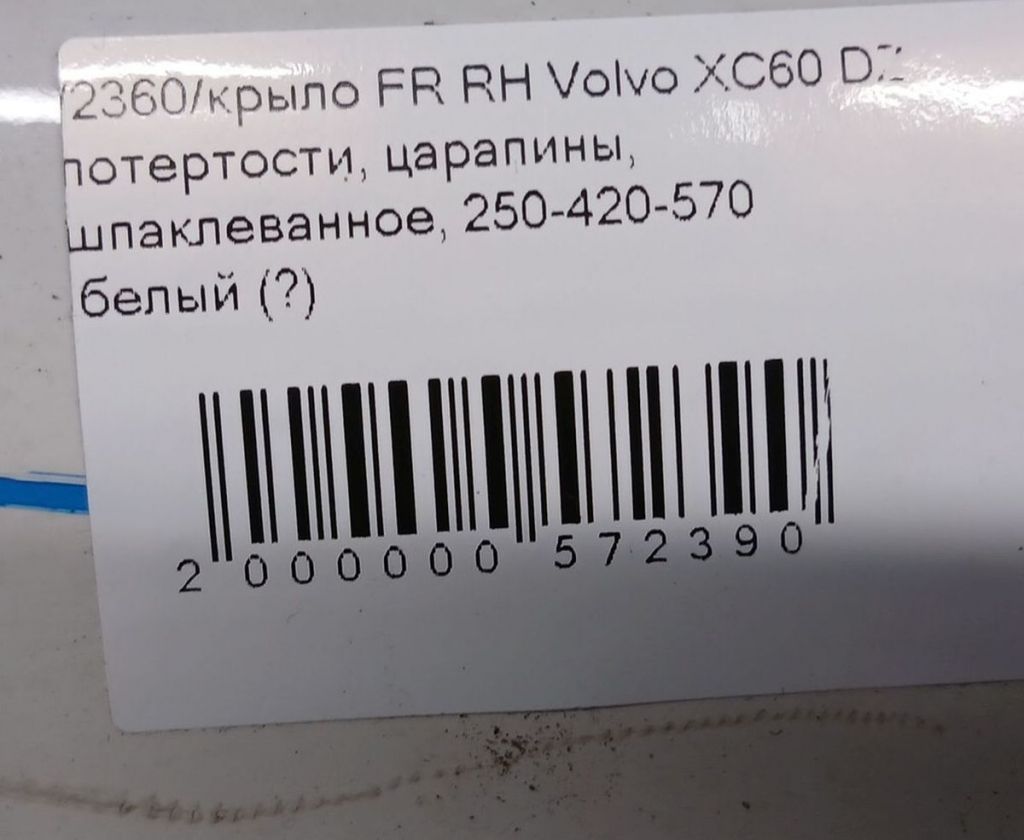 2360/крыло FR RH Volvo XC60
потертости, царапины,
шпаклеванное, 250-420-570
белый (?)
2 000000 572390